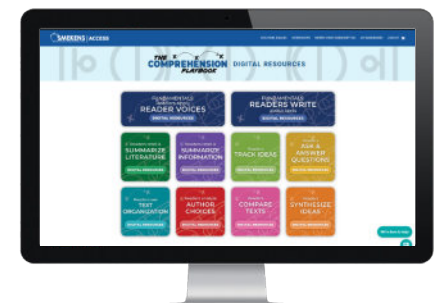 SMEKENS | ACCESS
THE
COMPREHENSION
PLAYBOOK
DIGITAL RESOURCES
FUNDAMENTALS
READER VOICES
DIGITAL RESOURCES
FUNDAMENTALS
READERS WRITE
DIGITAL RESOURCES
SUMMARIZE
LITERATURE
DIGITAL RESOURCES
SUMMARIZE
INFORMATION
DIGITAL RESOURCES
TRACK IDEAS
DIGITAL RESOURCES
ASK &
ANSWER
QUESTIONS
DIGITAL RESOURCES
TEXT
ORGANIZATION
DIGITAL RESOURCES
AUTHOR
CHOICES
DIGITAL RESOURCES
COMPARE
TEXTS
DIGITAL RESOURCES
SYNTHESIZE
IDEAS
DIGITAL RESOURCES